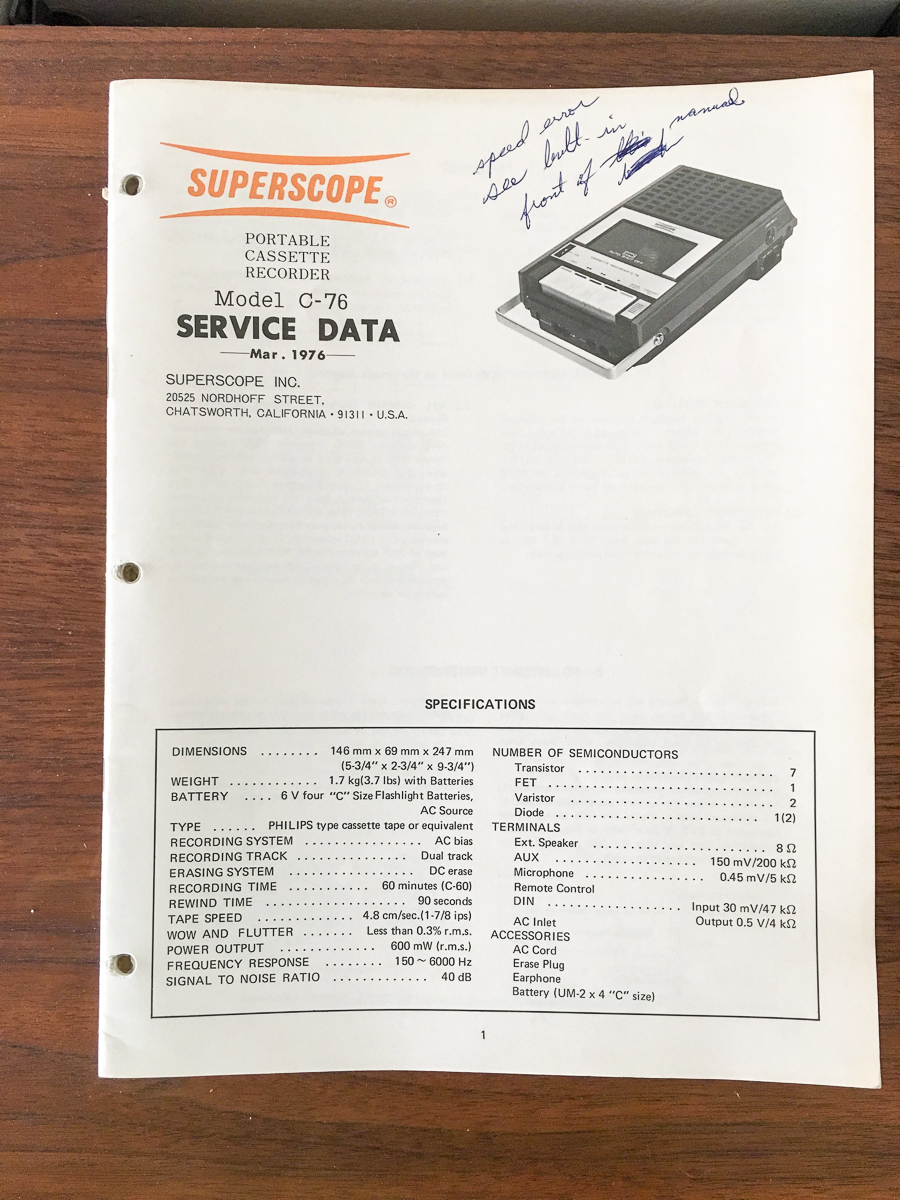 speed error
see bult-in
front of manual
SUPERSCOPE®
PORTABLE
CASSETTE
RECORDER
Model C-76
SERVICE DATA
Mar. 1976
SUPERSCOPE INC.
20525 NORDHOFF STREET,
CHATSWORTH, CALIFORNIA • 91311 • U.S.A.
SPECIFICATIONS
DIMENSIONS ........ 146 mm x 69 mm x 247 mm
(5-3/4" x 2-3/4" x 9-3/4")
WEIGHT ............ 1.7 kg(3.7 lbs) with Batteries
BATTERY .... 6 V four "C" Size Flashlight Batteries,
AC Source
TYPE ...... PHILIPS type cassette tape or equivalent
RECORDING SYSTEM ................ AC bias
RECORDING TRACK ............... Dual track
ERASING SYSTEM ................. DC erase
RECORDING TIME ........... 60 minutes (C-60)
REWIND TIME .................... 90 seconds
TAPE SPEED ............. 4.8 cm/sec.(1-7/8 ips)
WOW AND FLUTTER ....... Less than 0.3% r.m.s.
POWER OUTPUT ............. 600 mW (r.m.s.)
FREQUENCY RESPONSE ........ 150 ~ 6000 Hz
SIGNAL TO NOISE RATIO ............. 40 dB
NUMBER OF SEMICONDUCTORS
Transistor ........................... 7
FET ............................... 1
Varistor ............................ 2
Diode ............................ 1(2)
TERMINALS
Ext. Speaker ......................... 8 Ω
AUX .................... 150 mV/200 kΩ
Microphone ................. 0.45 mV/5 kΩ
Remote Control
DIN ................... Input 30 mV/47 kΩ
Output 0.5 V/4 kΩ
AC Inlet
ACCESSORIES
AC Cord
Erase Plug
Earphone
Battery (UM-2 x 4 "C" size)
1